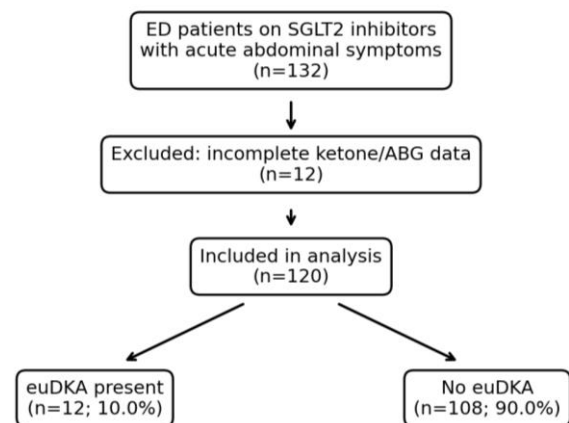 ED patients on SGLT2 inhibitors
with acute abdominal symptoms
(n=132)
Excluded: incomplete ketone/ABG data
(n=12)
Included in analysis
(n=120)
euDKA present
(n=12; 10.0%)
No euDKA
(n=108; 90.0%)